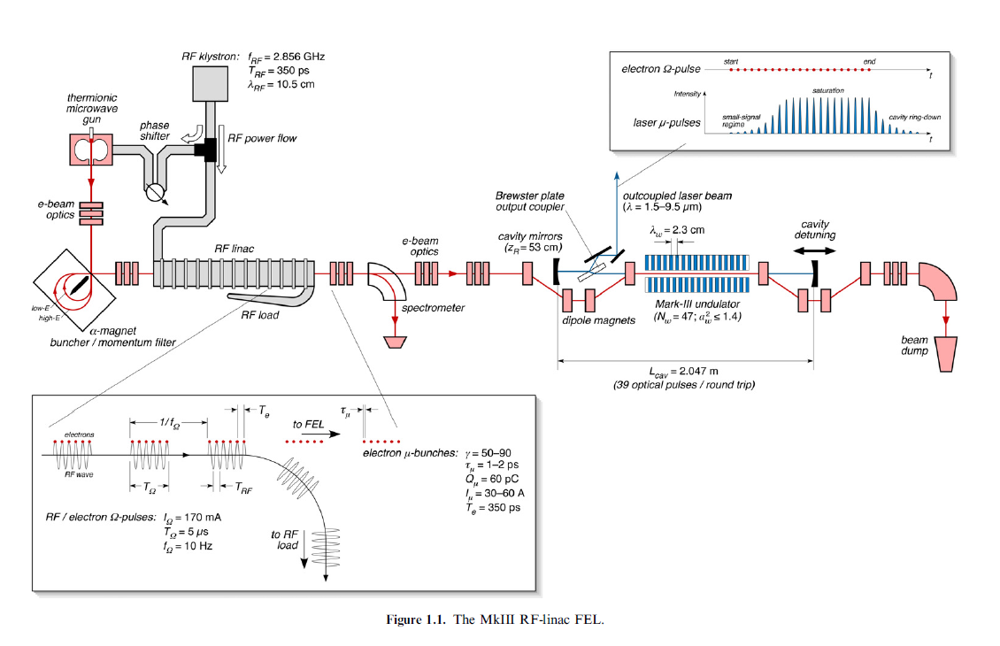 RF klystron: f_RF = 2.856 GHz
T_RF = 350 ps
λ_RF = 10.5 cm
thermionic
microwave
gun
phase
shifter
RF power flow
e-beam
optics
RF linac
low-E
high-E
α-magnet
buncher / momentum filter
RF load
e-beam
optics
spectrometer
electron Ω-pulse
start
end
t
Intensity
laser μ-pulses
small-signal
regime
saturation
cavity ring-down
t
Brewster plate
output coupler
outcoupled laser beam
(λ = 1.5–9.5 μm)
cavity mirrors
(z_R = 53 cm)
λ_w = 2.3 cm
cavity
detuning
dipole magnets
Mark-III undulator
(N_w = 47; a_w^2 ≤ 1.4)
L_cav = 2.047 m
(39 optical pulses / round trip)
beam
dump
electrons
RF wave
1/f_Ω
T_e
T_Ω
T_RF
to FEL
τ_μ
electron μ-bunches: γ = 50–90
τ_μ = 1–2 ps
Q_μ = 60 pC
I_μ = 30–60 A
T_e = 350 ps
RF / electron Ω-pulses: I_Ω = 170 mA
T_Ω = 5 μs
f_Ω = 10 Hz
to RF
load
Figure 1.1. The MkIII RF-linac FEL.